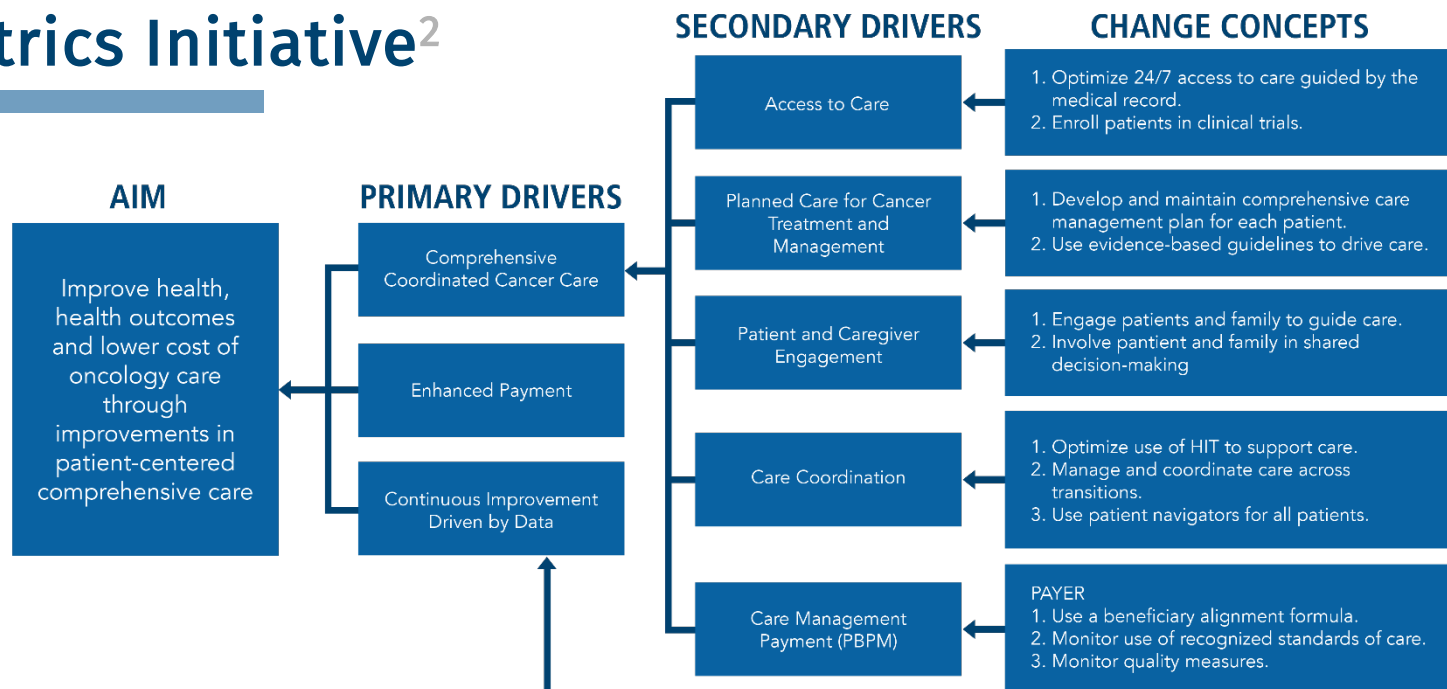 trics Initiative2
SECONDARY DRIVERS
CHANGE CONCEPTS
AIM
PRIMARY DRIVERS
Improve health,
health outcomes
and lower cost of
oncology care
through
improvements in
patient-centered
comprehensive care
Comprehensive
Coordinated Cancer Care
Enhanced Payment
Continuous Improvement
Driven by Data
Access to Care
Planned Care for Cancer
Treatment and
Management
Patient and Caregiver
Engagement
Care Coordination
Care Management
Payment (PBPM)
1. Optimize 24/7 access to care guided by the
medical record.
2. Enroll patients in clinical trials.
1. Develop and maintain comprehensive care
management plan for each patient.
2. Use evidence-based guidelines to drive care.
1. Engage patients and family to guide care.
2. Involve pantient and family in shared
decision-making
1. Optimize use of HIT to support care.
2. Manage and coordinate care across
transitions.
3. Use patient navigators for all patients.
PAYER
1. Use a beneficiary alignment formula.
2. Monitor use of recognized standards of care.
3. Monitor quality measures.